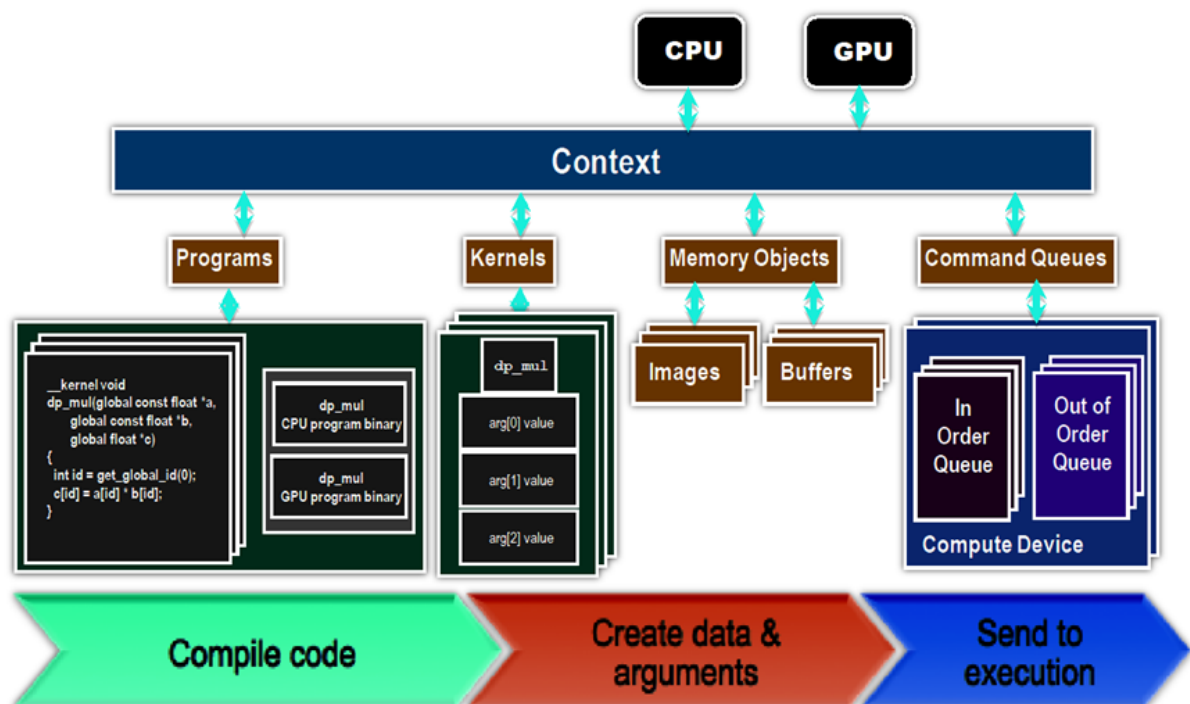 CPU
GPU
Context
Programs
Kernels
Memory Objects
Command Queues
__kernel void
dp_mul(global const float *a,
global const float *b,
global float *c)
{
int id = get_global_id(0);
c[id] = a[id] * b[id];
}
dp_mul
CPU program binary
dp_mul
GPU program binary
dp_mul
arg[0] value
arg[1] value
arg[2] value
Images
Buffers
In
Order
Queue
Out of
Order
Queue
Compute Device
Compile code
Create data &
arguments
Send to
execution